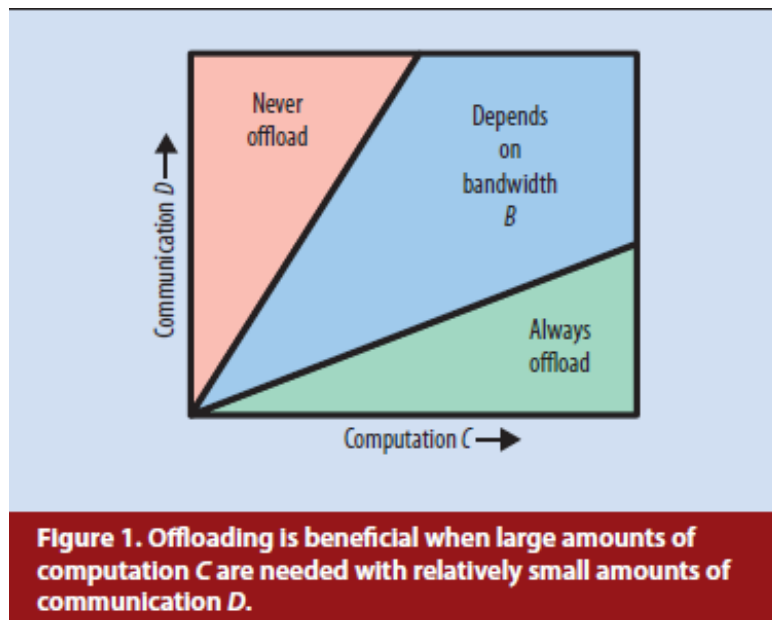 Never
offload
Depends
on
bandwidth
B
Always
offload
Communication D
Computation C
Figure 1. Offloading is beneficial when large amounts of
computation C are needed with relatively small amounts of
communication D.